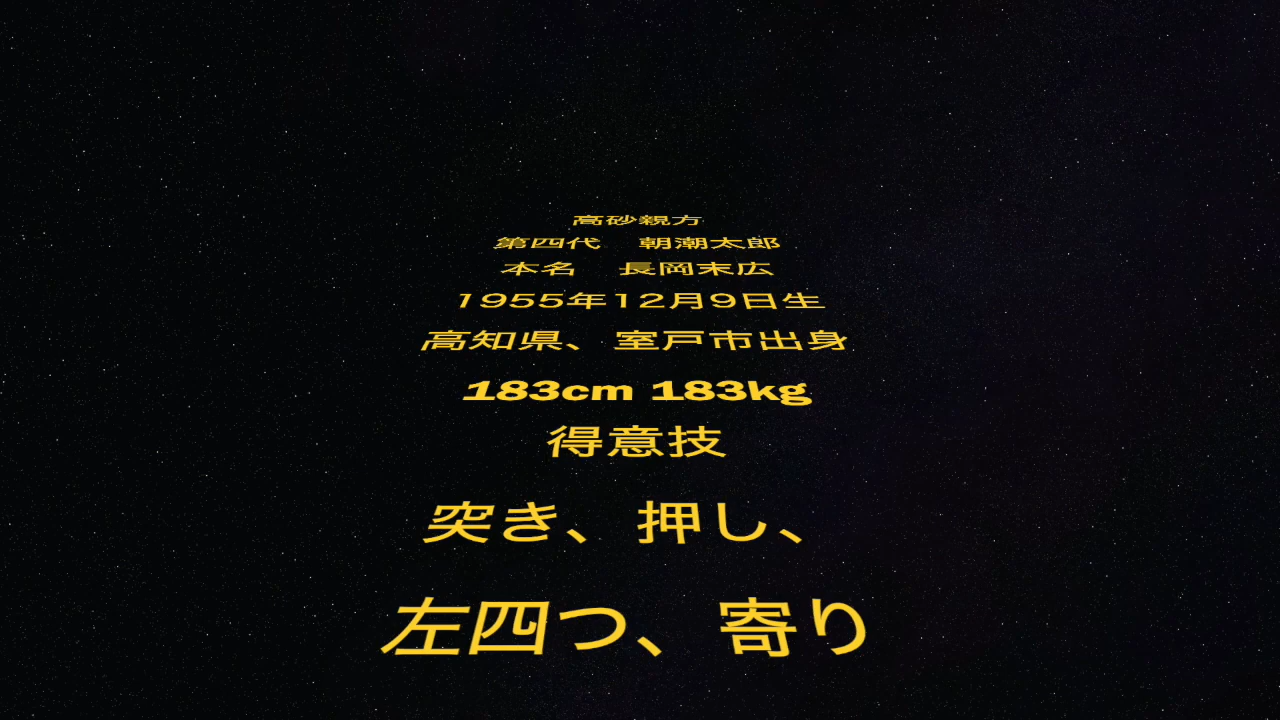 高砂親方
第四代　朝潮太郎
本名　長岡末広
1955年12月9日生
高知県、室戸市出身
183cm 183kg
得意技
突き、押し、
左四つ、寄り